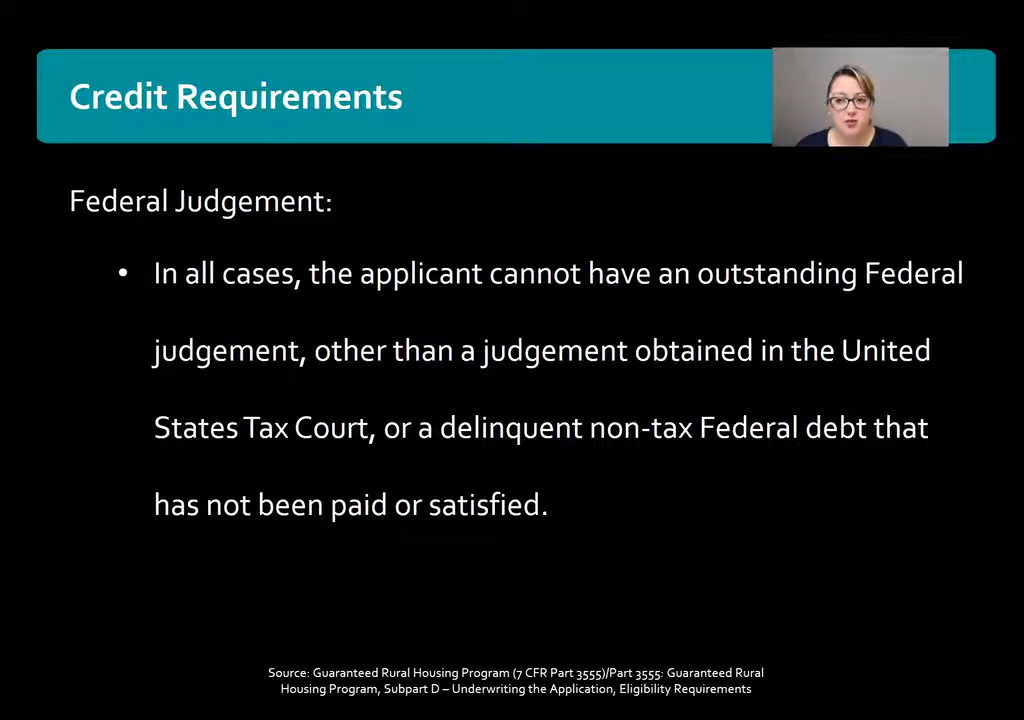 Credit Requirements
Federal Judgement:
• In all cases, the applicant cannot have an outstanding Federal
judgement, other than a judgement obtained in the United
States Tax Court, or a delinquent non-tax Federal debt that
has not been paid or satisfied.
Source: Guaranteed Rural Housing Program (7 CFR Part 3555)/Part 3555: Guaranteed Rural
Housing Program, Subpart D – Underwriting the Application, Eligibility Requirements